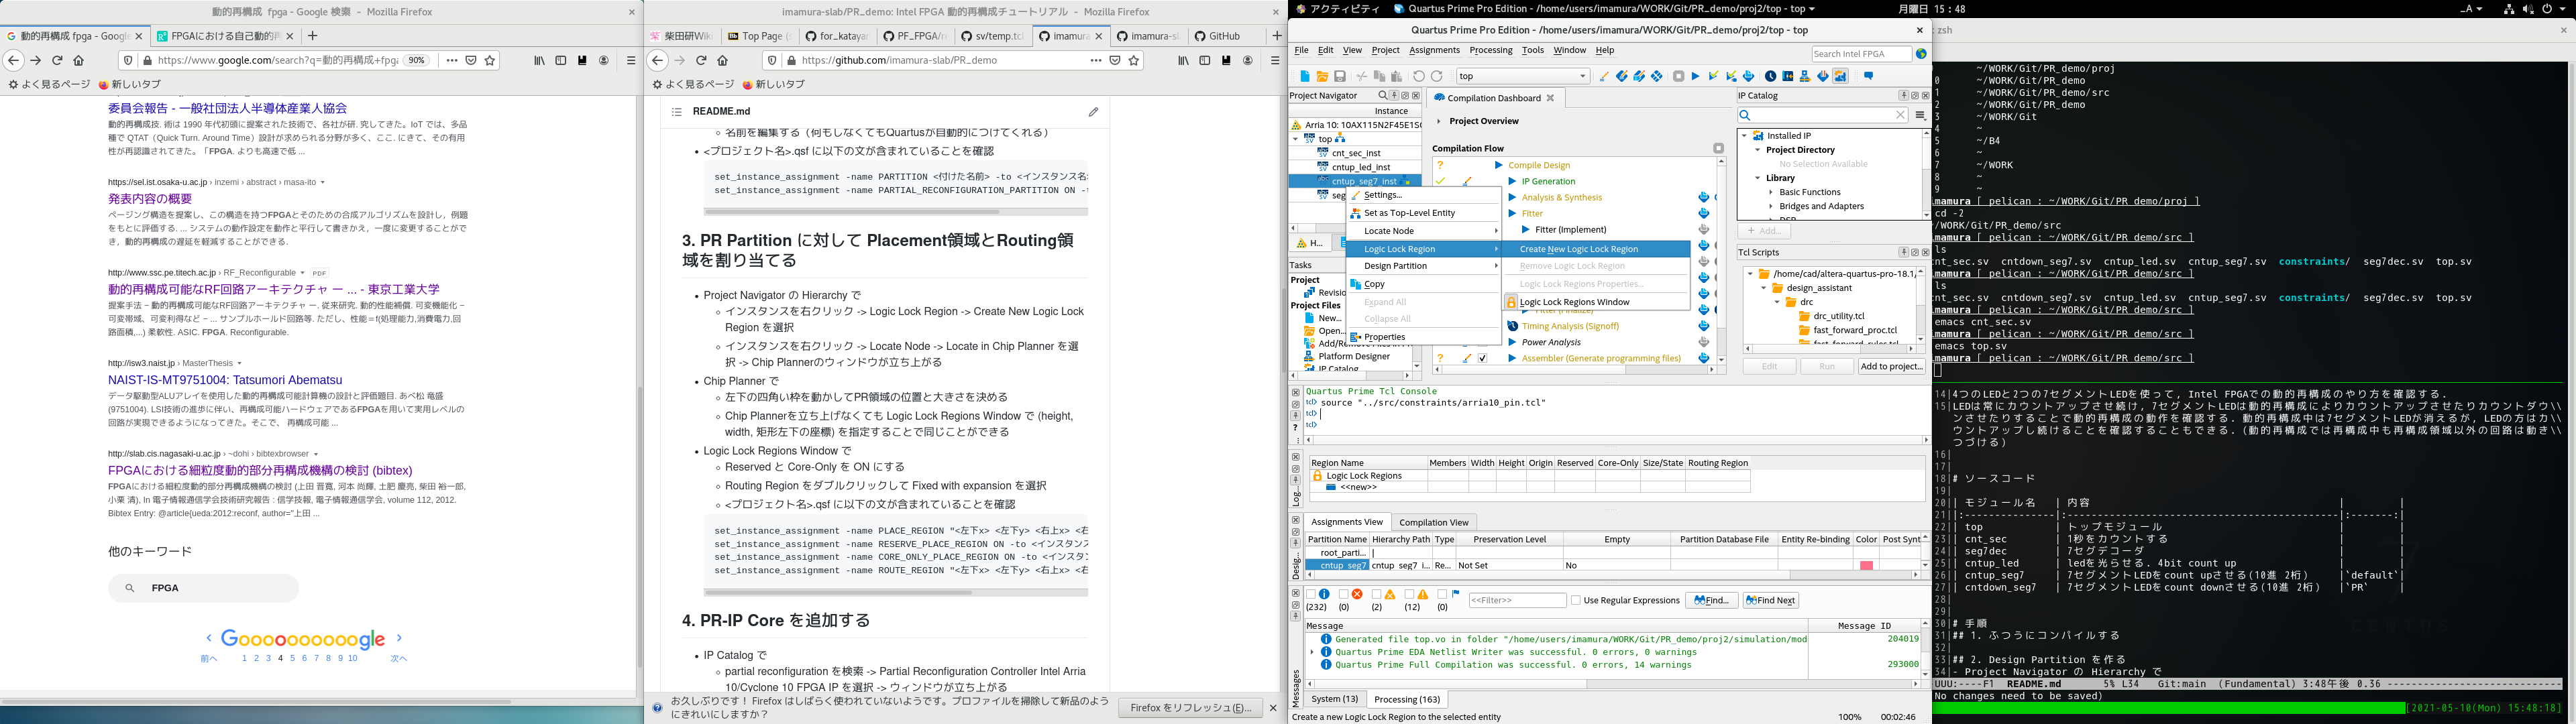 動的再構成 fpga - Google 検索 - Mozilla Firefox
動的再構成 fpga - Google
FPGAにおける自己動的再
https://www.google.com/search?q=動的再構成+fpga
90%
よく見るページ 新しいタブ
委員会報告 - 一般社団法人半導体産業人協会
動的再構成技. 術は 1990 年代初頭に提案された技術で、各社が研. 究してきた。IoT では、多品
種で QTAT（Quick Turn. Around Time）設計が求められる分野が多く、ここ. にきて、その有用
性が再認識されてきた。「FPGA. よりも高速で低 ...
https://sel.ist.osaka-u.ac.jp › inzemi › abstract › masa-ito
発表内容の概要
ページング構造を提案し、この構造を持つFPGAとそのための合成アルゴリズムを設計し，例題
をもとに評価する. ... システムの動作設定を動作と平行して書きかえ，一度に変更することがで
き，動的再構成の遅延を軽減することができる.
http://www.ssc.pe.titech.ac.jp › RF_Reconfigurable PDF
動的再構成可能なRF回路アーキテクチャ ー ... - 東京工業大学
提案手法 − 動的再構成可能なRF回路アーキテクチャ ー. 従来研究. 動的性能補償. 可変機能化 −
可変帯域、可変利得など − ... サンプルホールド回路等. ただし、性能＝f(処理能力,消費電力,回
路面積,...) 柔軟性. ASIC. FPGA. Reconfigurable.
http://isw3.naist.jp › MasterThesis
NAIST-IS-MT9751004: Tatsumori Abematsu
データ駆動型ALUアレイを使用した動的再構成可能計算機の設計と評価題目. あべ松 竜盛
(9751004). LSI技術の進歩に伴い、再構成可能ハードウェアであるFPGAを用いて実用レベルの
回路が実現できるようになってきた。そこで、 再構成可能 ...
http://slab.cis.nagasaki-u.ac.jp › ~dohi › bibtexbrowser
FPGAにおける細粒度動的部分再構成機構の検討 (bibtex)
FPGAにおける細粒度動的部分再構成機構の検討 (上田 晋寛, 河本 尚輝, 土肥 慶亮, 柴田 裕一郎,
小栗 清), In 電子情報通信学会技術研究報告 : 信学技報, 電子情報通信学会, volume 112, 2012.
Bibtex Entry: @article{ueda:2012:reconf, author="上田 ...
他のキーワード
FPGA
Goooooooooogle
前へ 1 2 3 4 5 6 7 8 9 10 次へ
imamura-slab/PR_demo: Intel FPGA 動的再構成チュートリアル - Mozilla Firefox
柴田研Wiki
Top Page (
for_katayam
PF_FPGA/re
sv/temp.tcl
imamura
imamura-sl
GitHub
https://github.com/imamura-slab/PR_demo
よく見るページ 新しいタブ
README.md
名前を編集する（何もしなくてもQuartusが自動的につけてくれる）
<プロジェクト名>.qsf に以下の文が含まれていることを確認
set_instance_assignment -name PARTITION <付けた名前> -to <インスタンス名
set_instance_assignment -name PARTIAL_RECONFIGURATION_PARTITION ON -t
3. PR Partition に対して Placement領域とRouting領
域を割り当てる
Project Navigator の Hierarchy で
インスタンスを右クリック -> Logic Lock Region -> Create New Logic Lock
Region を選択
インスタンスを右クリック -> Locate Node -> Locate in Chip Planner を選
択 -> Chip Plannerのウィンドウが立ち上がる
Chip Planner で
左下の四角い枠を動かしてPR領域の位置と大きさを決める
Chip Plannerを立ち上げなくても Logic Lock Regions Window で (height,
width, 矩形左下の座標) を指定することで同じことができる
Logic Lock Regions Window で
Reserved と Core-Only を ON にする
Routing Region をダブルクリックして Fixed with expansion を選択
<プロジェクト名>.qsf に以下の文が含まれていることを確認
set_instance_assignment -name PLACE_REGION "<左下x> <左下y> <右上x> <右
set_instance_assignment -name RESERVE_PLACE_REGION ON -to <インスタンス
set_instance_assignment -name CORE_ONLY_PLACE_REGION ON -to <インスタン
set_instance_assignment -name ROUTE_REGION "<左下x> <左下y> <右上x> <右
4. PR-IP Core を追加する
IP Catalog で
partial reconfiguration を検索 -> Partial Reconfiguration Controller Intel Arria
10/Cyclone 10 FPGA IP を選択 -> ウィンドウが立ち上がる
お久しぶりです！ Firefox はしばらく使われていないようです。プロファイルを掃除して新品のよう
にきれいにしますか？
Firefox をリフレッシュ(E)...
アクティビティ
Quartus Prime Pro Edition - /home/users/imamura/WORK/Git/PR_demo/proj2/top - top
月曜日 15：48
_A
Quartus Prime Pro Edition - /home/users/imamura/WORK/Git/PR_demo/proj2/top - top
File Edit View Project Assignments Processing Tools Window Help
Search Intel FPGA
top
Project Navigator
Instance
Arria 10: 10AX115N2F45E1SG
top
cnt_sec_inst
cntup_led_inst
cntup_seg7_inst
seg
H...
Settings...
Set as Top-Level Entity
Locate Node
Logic Lock Region
Design Partition
Copy
Expand All
Collapse All
Properties
Create New Logic Lock Region
Remove Logic Lock Region
Logic Lock Regions Properties...
Logic Lock Regions Window
Tasks
Project
Revisio
Project Files
New...
Open...
Add/Re
Platform Designer
IP Catalog
Compilation Dashboard
Project Overview
Compilation Flow
Compile Design
IP Generation
Analysis & Synthesis
Fitter
Fitter (Implement)
Fitter (Finalize)
Timing Analysis (Signoff)
Power Analysis
Assembler (Generate programming files)
IP Catalog
Installed IP
Project Directory
No Selection Available
Library
Basic Functions
Bridges and Adapters
DSP
+ Add...
Tcl Scripts
/home/cad/altera-quartus-pro-18.1/
design_assistant
drc
drc_utility.tcl
fast_forward_proc.tcl
fast_forward_rules.tcl
Edit Run Add to project...
Quartus Prime Tcl Console
tcl> source "../src/constraints/arria10_pin.tcl"
tcl>
tcl>
Log...
Region Name Members Width Height Origin Reserved Core-Only Size/State Routing Region
Logic Lock Regions
<<new>>
Desig...
Assignments View Compilation View
Partition Name Hierarchy Path Type Preservation Level Empty Partition Database File Entity Re-binding Color Post Synt
root_parti... |
cntup_seg7 cntup_seg7_i... Re... Not Set No
Messages
(232) (0) (2) (12) (0)
<<Filter>> Use Regular Expressions Find... Find Next
Message Message ID
Generated file top.vo in folder "/home/users/imamura/WORK/Git/PR_demo/proj2/simulation/mod 204019
Quartus Prime EDA Netlist Writer was successful. 0 errors, 0 warnings
Quartus Prime Full Compilation was successful. 0 errors, 14 warnings 293000
System (13) Processing (163)
Create a new Logic Lock Region to the selected entity
100% 00:02:46
zsh
~/WORK/Git/PR_demo/proj
0 ~/WORK/Git/PR_demo
1 ~/WORK/Git/PR_demo/src
2 ~/WORK/Git/PR_demo
3 ~/WORK/Git
4 ~
5 ~/B4
6 ~
7 ~/WORK
8 ~
9 ~
imamura [ pelican : ~/WORK/Git/PR_demo/proj ]
cd -2
~/WORK/Git/PR_demo/src
imamura [ pelican : ~/WORK/Git/PR_demo/src ]
ls
cnt_sec.sv cntdown_seg7.sv cntup_led.sv cntup_seg7.sv constraints/ seg7dec.sv top.sv
imamura [ pelican : ~/WORK/Git/PR_demo/src ]
ls
cnt_sec.sv cntdown_seg7.sv cntup_led.sv cntup_seg7.sv constraints/ seg7dec.sv top.sv
imamura [ pelican : ~/WORK/Git/PR_demo/src ]
emacs cnt_sec.sv
imamura [ pelican : ~/WORK/Git/PR_demo/src ]
emacs top.sv
imamura [ pelican : ~/WORK/Git/PR_demo/src ]
14|4つのLEDと2つの7セグメントLEDを使って, Intel FPGAでの動的再構成のやり方を確認する.
15|LEDは常にカウントアップさせ続け, 7セグメントLEDは動的再構成によりカウントアップさせたりカウントダウ\\
ンさせたりすることで動的再構成の動作を確認する. 動的再構成中は7セグメントLEDが消えるが, LEDの方はカ\\
ウントアップし続けることを確認することもできる. (動的再構成では再構成中も再構成領域以外の回路は動き\\
つづける)
16|
17|
18|# ソースコード
19|
20|| モジュール名 | 内容 | |
21||:--------------|:------------------------------------------|:-------:|
22|| top | トップモジュール | |
23|| cnt_sec | 1秒をカウントする | |
24|| seg7dec | 7セグデコーダ | |
25|| cntup_led | ledを光らせる. 4bit count up | |
26|| cntup_seg7 | 7セグメントLEDをcount upさせる(10進 2桁) |`default`|
27|| cntdown_seg7 | 7セグメントLEDをcount downさせる(10進 2桁) |`PR` |
28|
29|
30|# 手順
31|## 1. ふつうにコンパイルする
32|
33|## 2. Design Partition を作る
34|- Project Navigator の Hierarchy で
UUU:----F1 README.md 5% L34 Git:main (Fundamental) 3:48午後 0.36
No changes need to be saved)
[2021-05-10(Mon) 15:48:18]